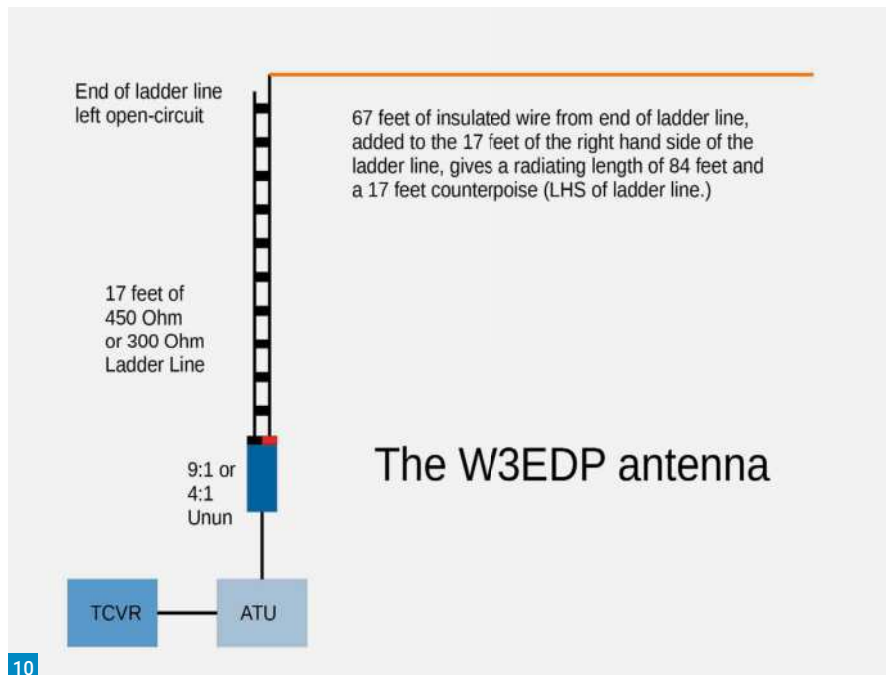 End of ladder line
left open-circuit
67 feet of insulated wire from end of ladder line,
added to the 17 feet of the right hand side of the
ladder line, gives a radiating length of 84 feet and
a 17 feet counterpoise (LHS of ladder line.)
17 feet of
450 Ohm
or 300 Ohm
Ladder Line
The W3EDP antenna
9:1 or
4:1
Unun
TCVR
ATU
10